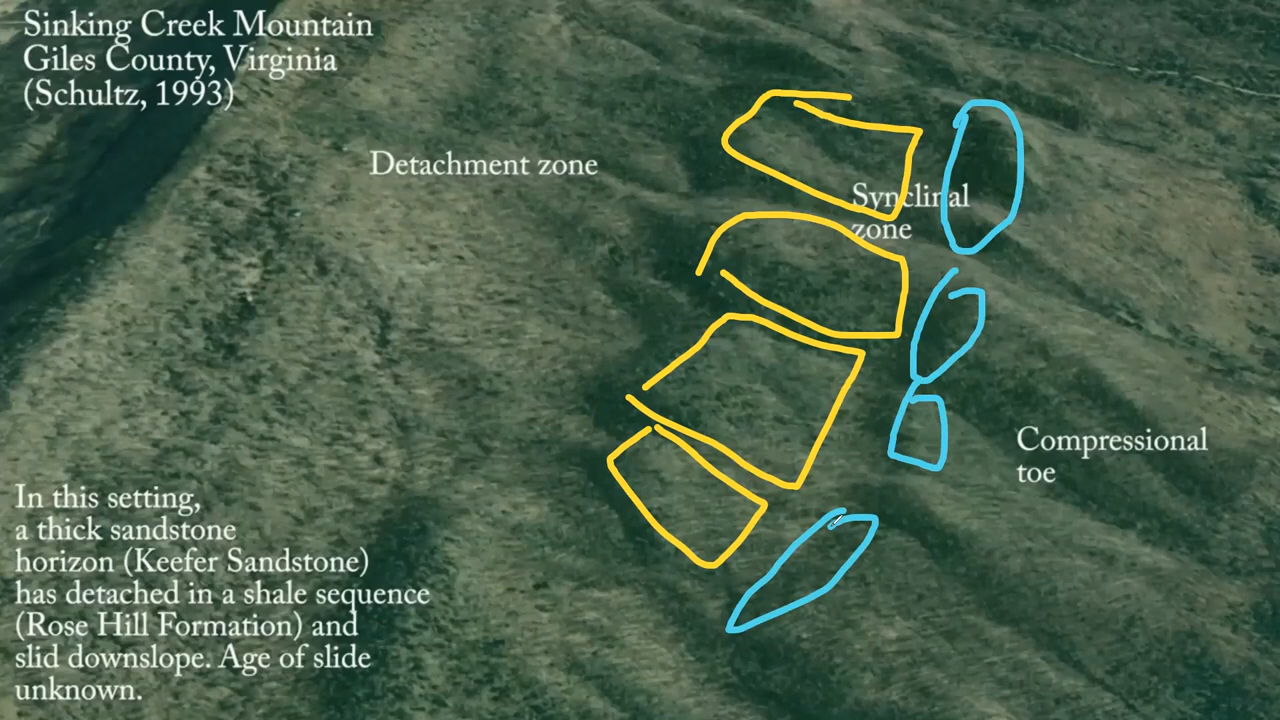 Sinking Creek Mountain
Giles County, Virginia
(Schultz, 1993)
Detachment zone
Synclinal
zone
Compressional
toe
In this setting,
a thick sandstone
horizon (Keefer Sandstone)
has detached in a shale sequence
(Rose Hill Formation) and
slid downslope. Age of slide
unknown.